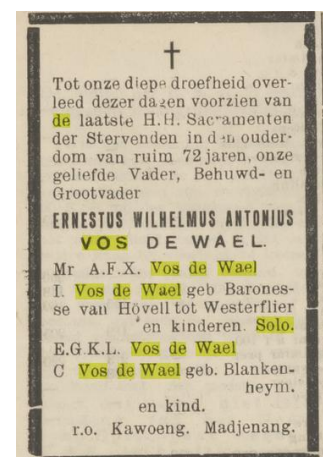 Tot onze diepe droefheid over-
leed dezer dagen voorzien van
de laatste H.H. Sacramenten
der Stervenden in den ouder-
dom van ruim 72 jaren, onze
geliefde Vader, Behuwd- en
Grootvader
ERNESTUS WILHELMUS ANTONIUS
VOS DE WAEL.
Mr A.F.X. Vos de Wael
I. Vos de Wael geb Barones-
se van Hövell tot Westerflier
en kinderen. Solo.
E.G.K.L. Vos de Wael
C Vos de Wael geb. Blanken-
heym.
en kind.
r.o. Kawoeng. Madjenang.